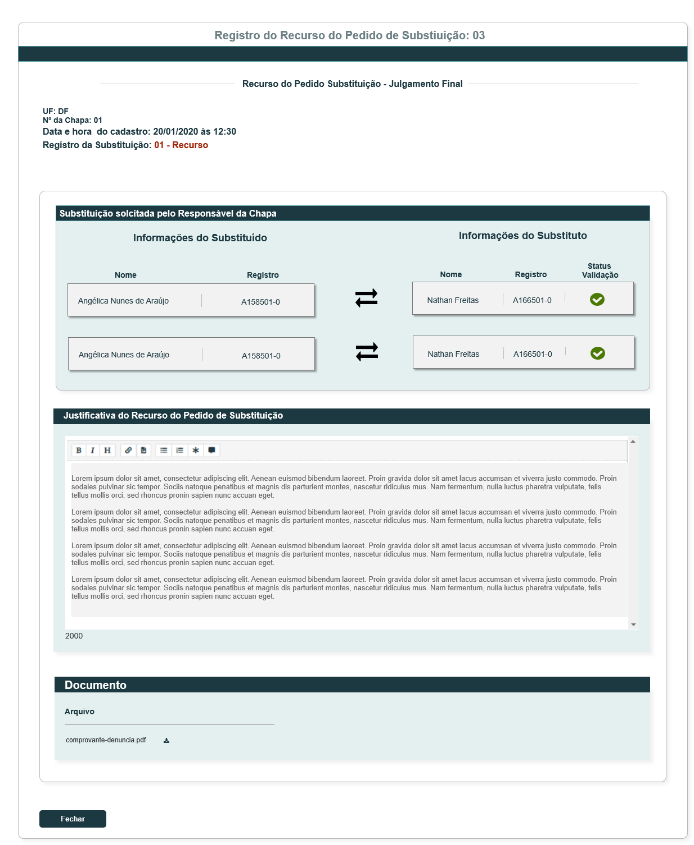 Registro do Recurso do Pedido de Substiuição: 03
Recurso do Pedido Substituição - Julgamento Final
UF: DF
Nº da Chapa: 01
Data e hora do cadastro: 20/01/2020 às 12:30
Registro da Substituição: 01 - Recurso
Substituição solcitada pelo Responsável da Chapa
Informações do Substituído
Informações do Substituto
Nome Registro
Nome Registro Status Validação
Angélica Nunes de Araújo A158501-0
Nathan Freitas A166501-0
Angélica Nunes de Araújo A158501-0
Nathan Freitas A166501-0
Justificativa do Recurso do Pedido de Substituição
B I H
Lorem ipsum dolor sit amet, consectetur adipiscing elit. Aenean euismod bibendum laoreet. Proin gravida dolor sit amet lacus accumsan et viverra justo commodo. Proin
sodales pulvinar sic tempor. Sociis natoque penatibus et magnis dis parturient montes, nascetur ridiculus mus. Nam fermentum, nulla luctus pharetra vulputate, felis
tellus mollis orci, sed rhoncus pronin sapien nunc accuan eget.
Lorem ipsum dolor sit amet, consectetur adipiscing elit. Aenean euismod bibendum laoreet. Proin gravida dolor sit amet lacus accumsan et viverra justo commodo. Proin
sodales pulvinar sic tempor. Sociis natoque penatibus et magnis dis parturient montes, nascetur ridiculus mus. Nam fermentum, nulla luctus pharetra vulputate, felis
tellus mollis orci, sed rhoncus pronin sapien nunc accuan eget.
Lorem ipsum dolor sit amet, consectetur adipiscing elit. Aenean euismod bibendum laoreet. Proin gravida dolor sit amet lacus accumsan et viverra justo commodo. Proin
sodales pulvinar sic tempor. Sociis natoque penatibus et magnis dis parturient montes, nascetur ridiculus mus. Nam fermentum, nulla luctus pharetra vulputate, felis
tellus mollis orci, sed rhoncus pronin sapien nunc accuan eget.
Lorem ipsum dolor sit amet, consectetur adipiscing elit. Aenean euismod bibendum laoreet. Proin gravida dolor sit amet lacus accumsan et viverra justo commodo. Proin
sodales pulvinar sic tempor. Sociis natoque penatibus et magnis dis parturient montes, nascetur ridiculus mus. Nam fermentum, nulla luctus pharetra vulputate, felis
tellus mollis orci, sed rhoncus pronin sapien nunc accuan eget.
2000
Documento
Arquivo
comprovante-denuncia.pdf
Fechar